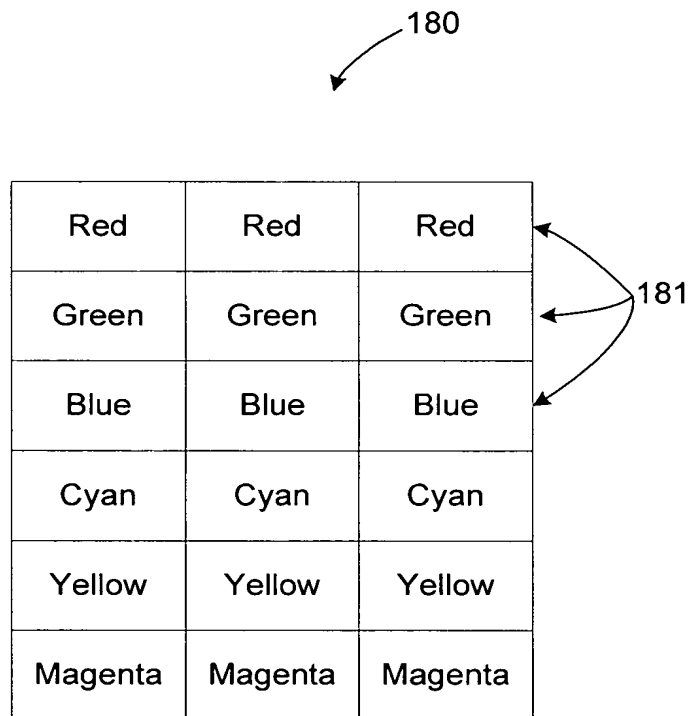 180
Red Red Red
181
Green Green Green
Blue Blue Blue
Cyan Cyan Cyan
Yellow Yellow Yellow
Magenta Magenta Magenta